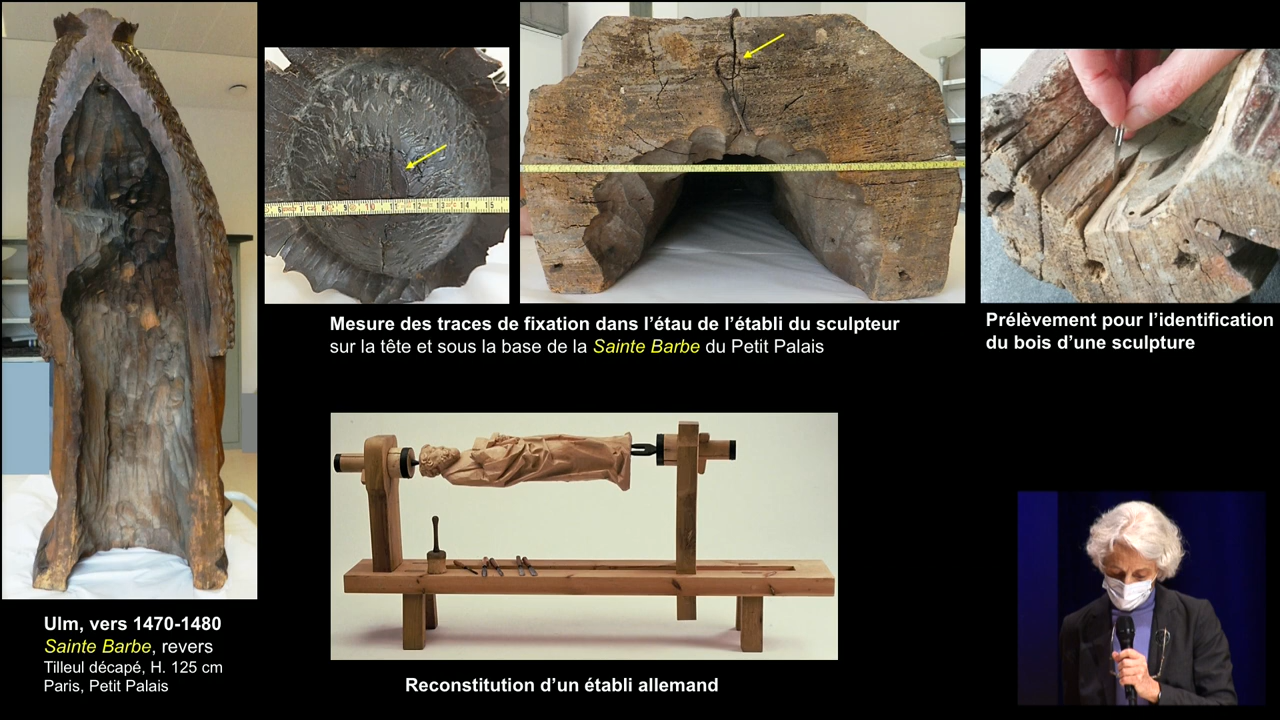 Mesure des traces de fixation dans l’étau de l’établi du sculpteur
sur la tête et sous la base de la Sainte Barbe du Petit Palais
Prélèvement pour l’identification
du bois d’une sculpture
Ulm, vers 1470-1480
Sainte Barbe, revers
Tilleul décapé, H. 125 cm
Paris, Petit Palais
Reconstitution d’un établi allemand